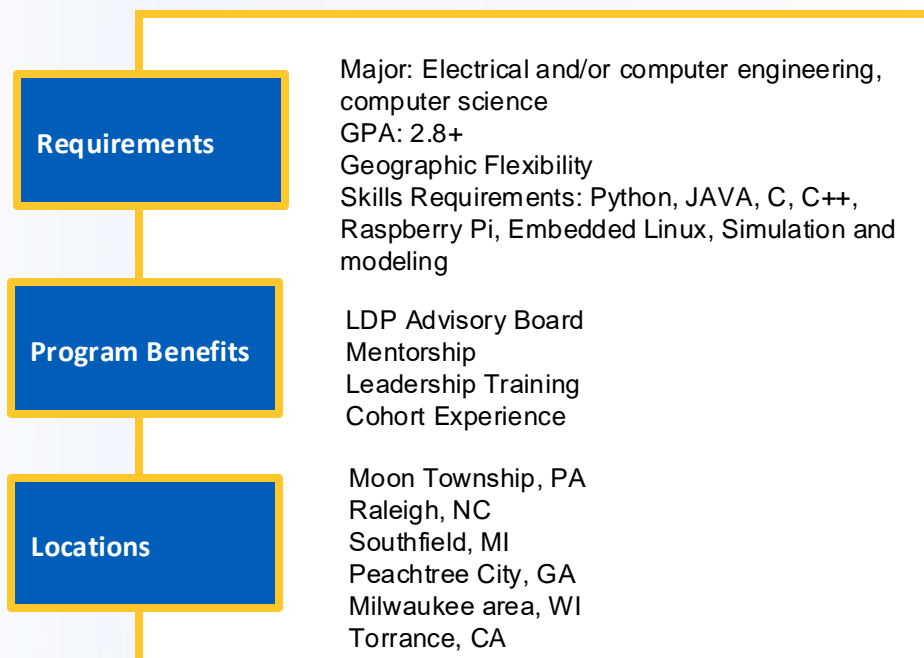 Requirements
Major: Electrical and/or computer engineering,
computer science
GPA: 2.8+
Geographic Flexibility
Skills Requirements: Python, JAVA, C, C++,
Raspberry Pi, Embedded Linux, Simulation and
modeling
Program Benefits
LDP Advisory Board
Mentorship
Leadership Training
Cohort Experience
Locations
Moon Township, PA
Raleigh, NC
Southfield, MI
Peachtree City, GA
Milwaukee area, WI
Torrance, CA